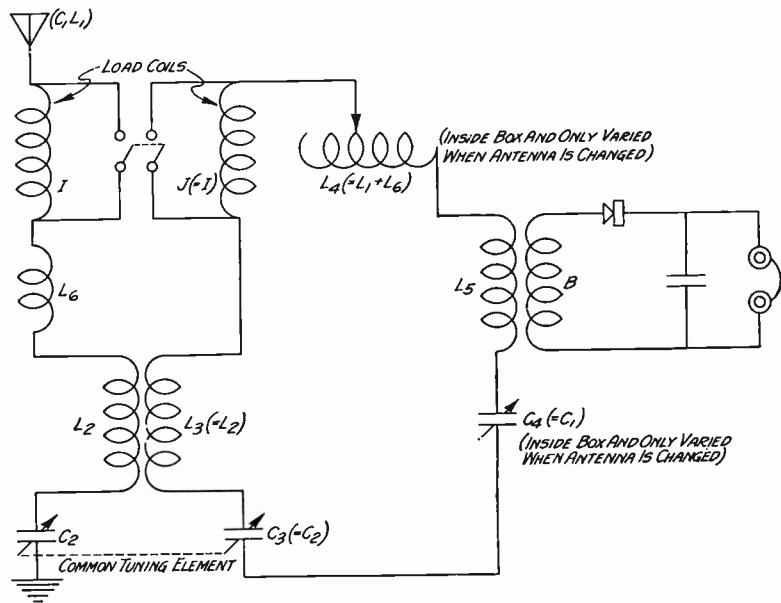 (C, L₁)
LOAD COILS
I
J(=I)
L₄(=L₁+L₆)
(INSIDE BOX AND ONLY VARIED
WHEN ANTENNA IS CHANGED)
L₆
L₅
B
L₂
L₃(=L₂)
C₄(=C₁)
(INSIDE BOX AND ONLY VARIED
WHEN ANTENNA IS CHANGED)
C₂
C₃(=C₂)
COMMON TUNING ELEMENT